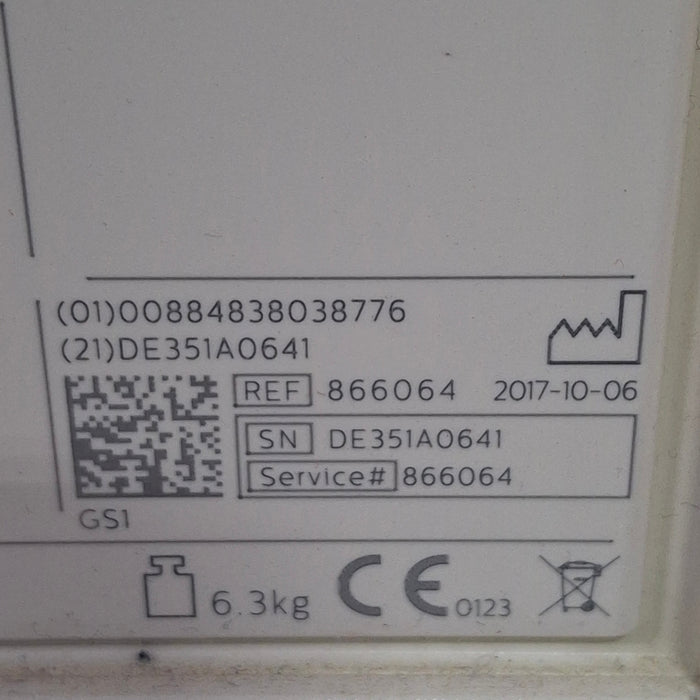 (01)00884838038776
(21)DE351A0641
REF 866064 2017-10-06
SN DE351A0641
Service# 866064
GS1
6.3kg CE 0123